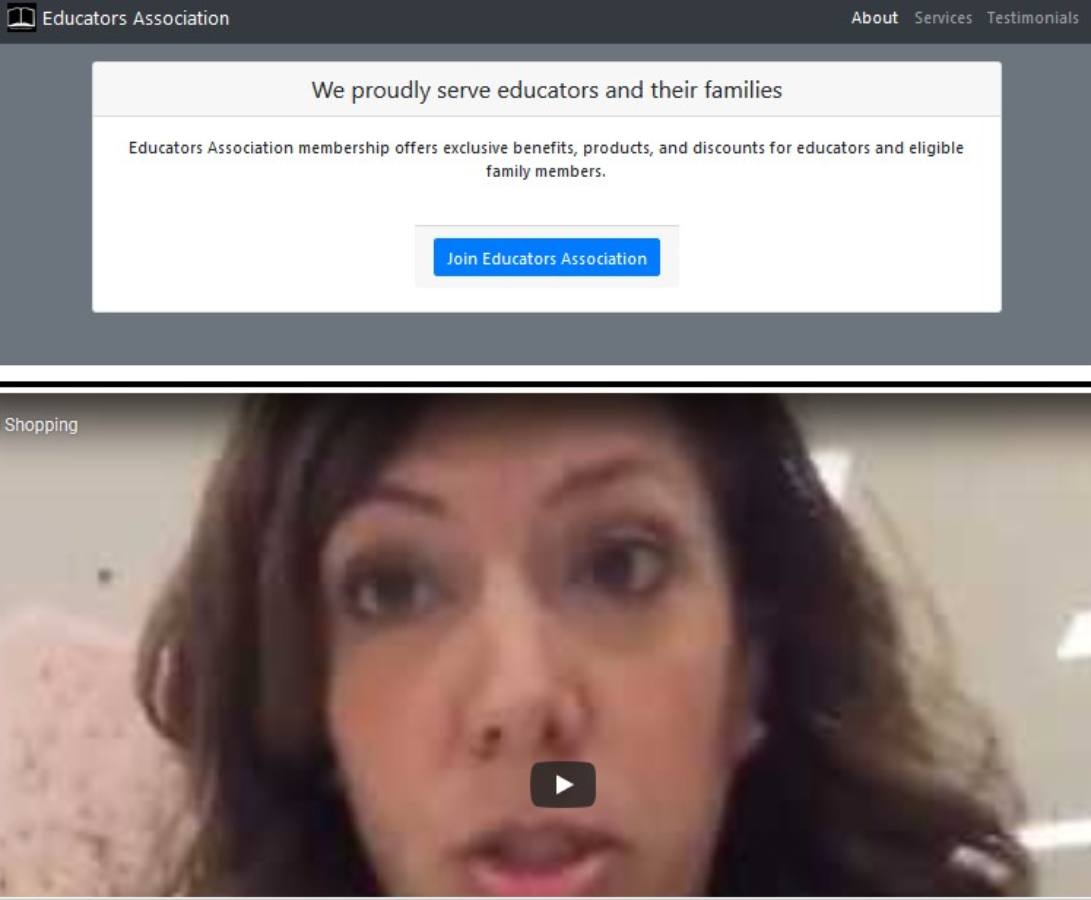 Educators Association
About Services Testimonials
We proudly serve educators and their families
Educators Association membership offers exclusive benefits, products, and discounts for educators and eligible
family members.
Join Educators Association
Shopping